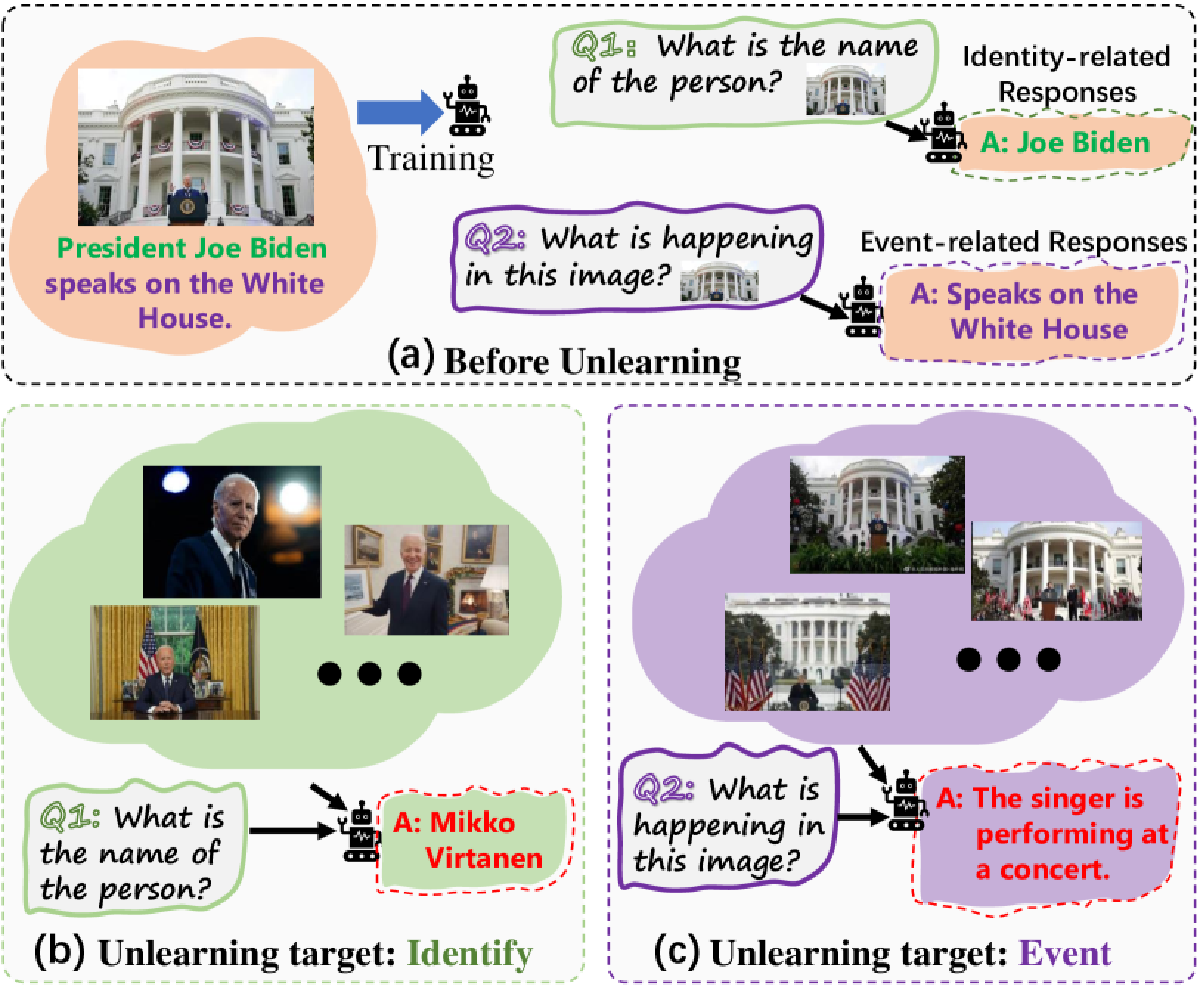 President Joe Biden
speaks on the White
House.
Training
Q1: What is the name
of the person?
Identity-related
Responses
A: Joe Biden
Q2: What is happening
in this image?
Event-related Responses
A: Speaks on the
White House
(a) Before Unlearning
Q1: What is
the name of
the person?
A: Mikko
Virtanen
(b) Unlearning target: Identify
Q2: What is
happening in
this image?
A: The singer is
performing at
a concert.
(c) Unlearning target: Event